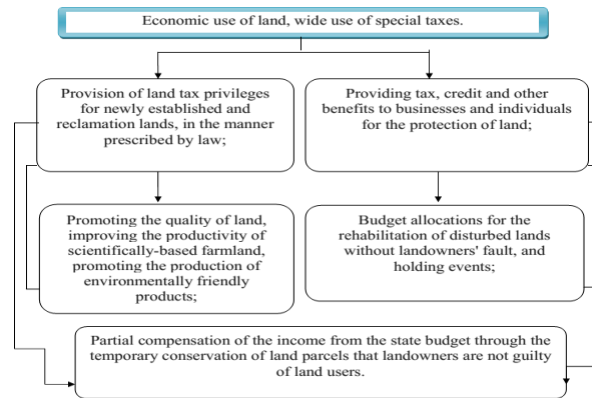 Economic use of land, wide use of special taxes.
Provision of land tax privileges
for newly established and
reclamation lands, in the manner
prescribed by law;
Providing tax, credit and other
benefits to businesses and individuals
for the protection of land;
Promoting the quality of land,
improving the productivity of
scientifically-based farmland,
promoting the production of
environmentally friendly
products;
Budget allocations for the
rehabilitation of disturbed lands
without landowners' fault, and
holding events;
Partial compensation of the income from the state budget through the
temporary conservation of land parcels that landowners are not guilty
of land users.